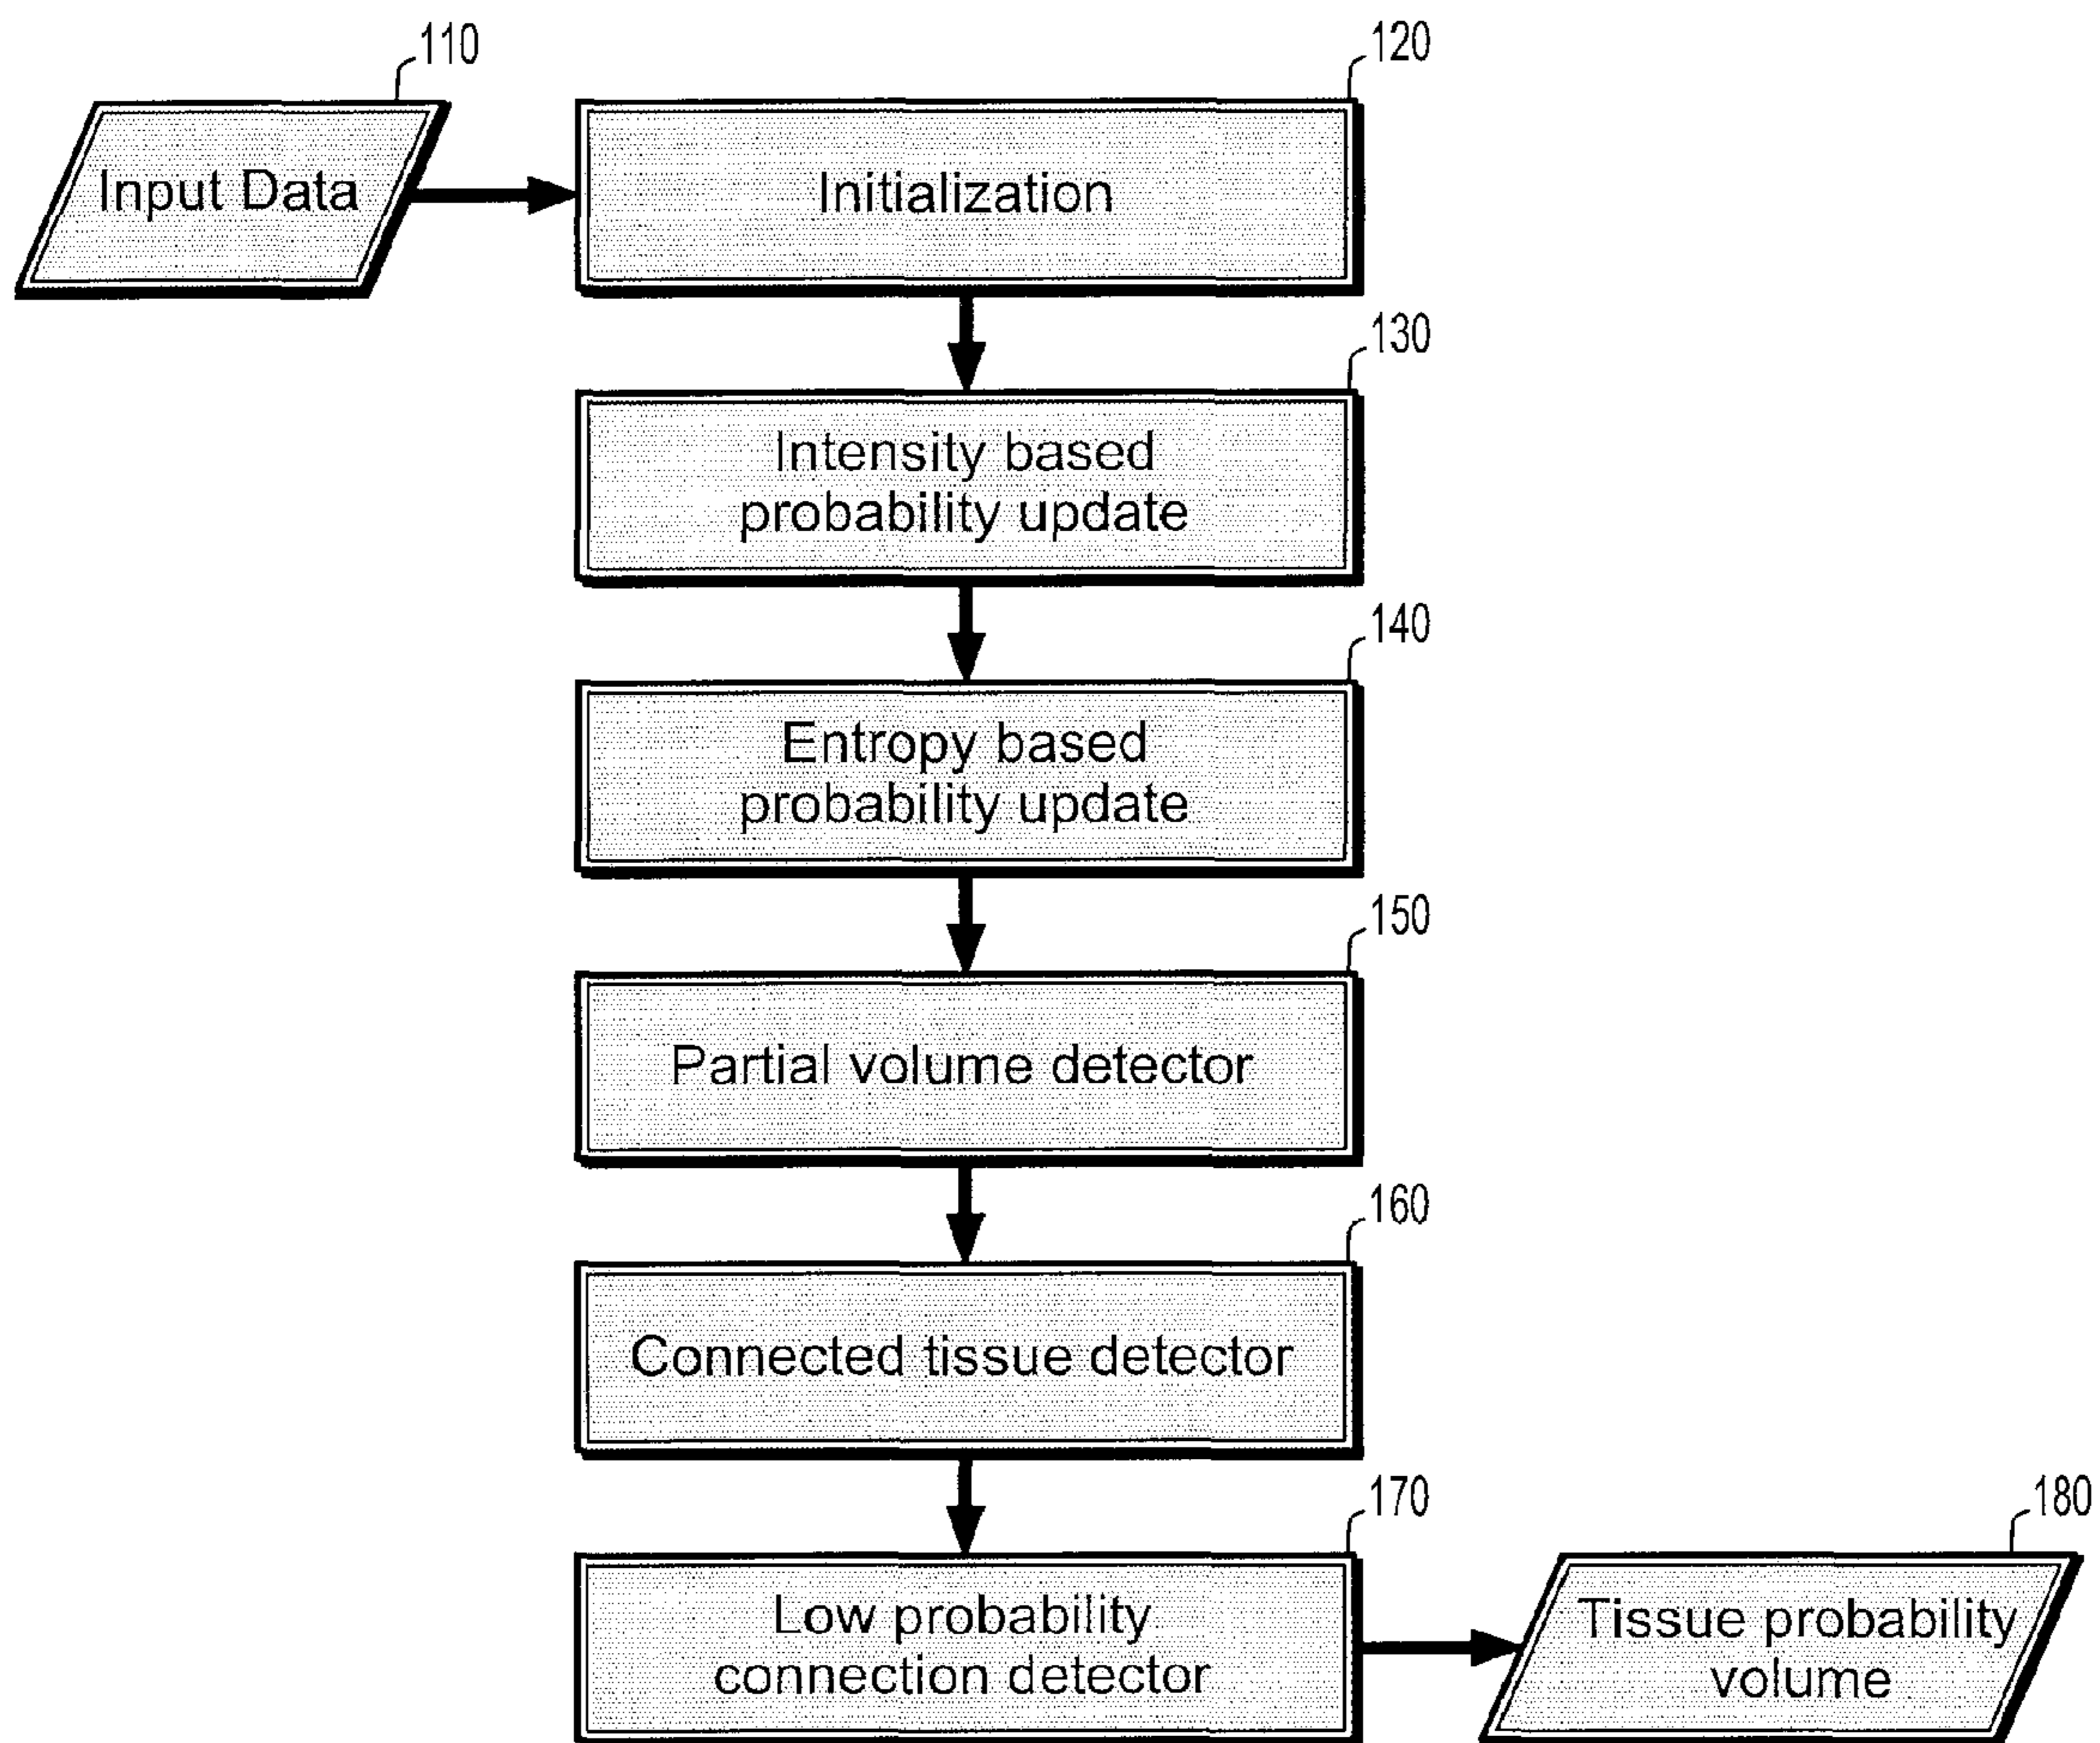 110
120
Input Data
Initialization
130
Intensity based
probability update
140
Entropy based
probability update
150
Partial volume detector
160
Connected tissue detector
170
180
Low probability
connection detector
Tissue probability
volume